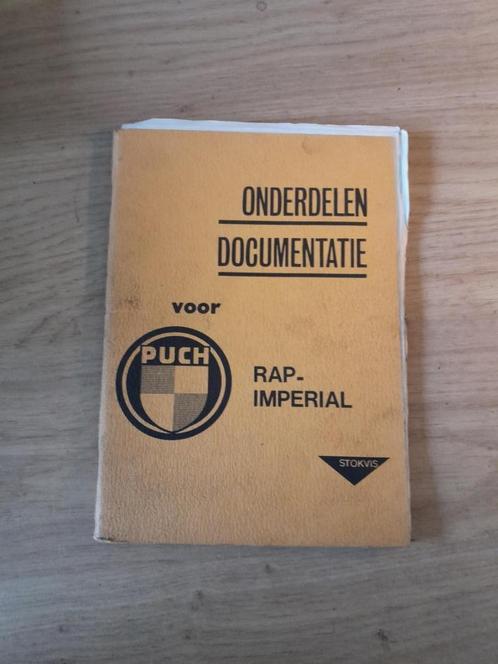 ONDERDELEN
DOCUMENTATIE
voor
PUCH
RAP-
IMPERIAL
STOKVIS